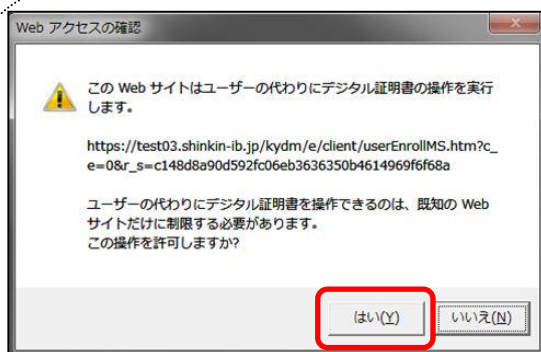 Web アクセスの確認
この Web サイトはユーザーの代わりにデジタル証明書の操作を実行
します。
https://test03.shinkin-ib.jp/kydm/e/client/userEnrollMS.htm?c_
e=0&r_s=c148d8a90d592fc06eb3636350b4614969f6f68a
ユーザーの代わりにデジタル証明書を操作できるのは、既知の Web
サイトだけに制限する必要があります。
この操作を許可しますか?
はい(Y)
いいえ(N)